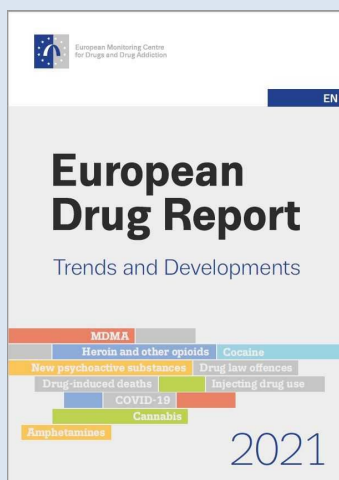 European Monitoring Centre
for Drugs and Drug Addiction
EN
European
Drug Report
Trends and Developments
MDMA
Heroin and other opioids Cocaine
New psychoactive substances Drug law offences
Drug-induced deaths Injecting drug use
COVID-19
Cannabis
Amphetamines
2021